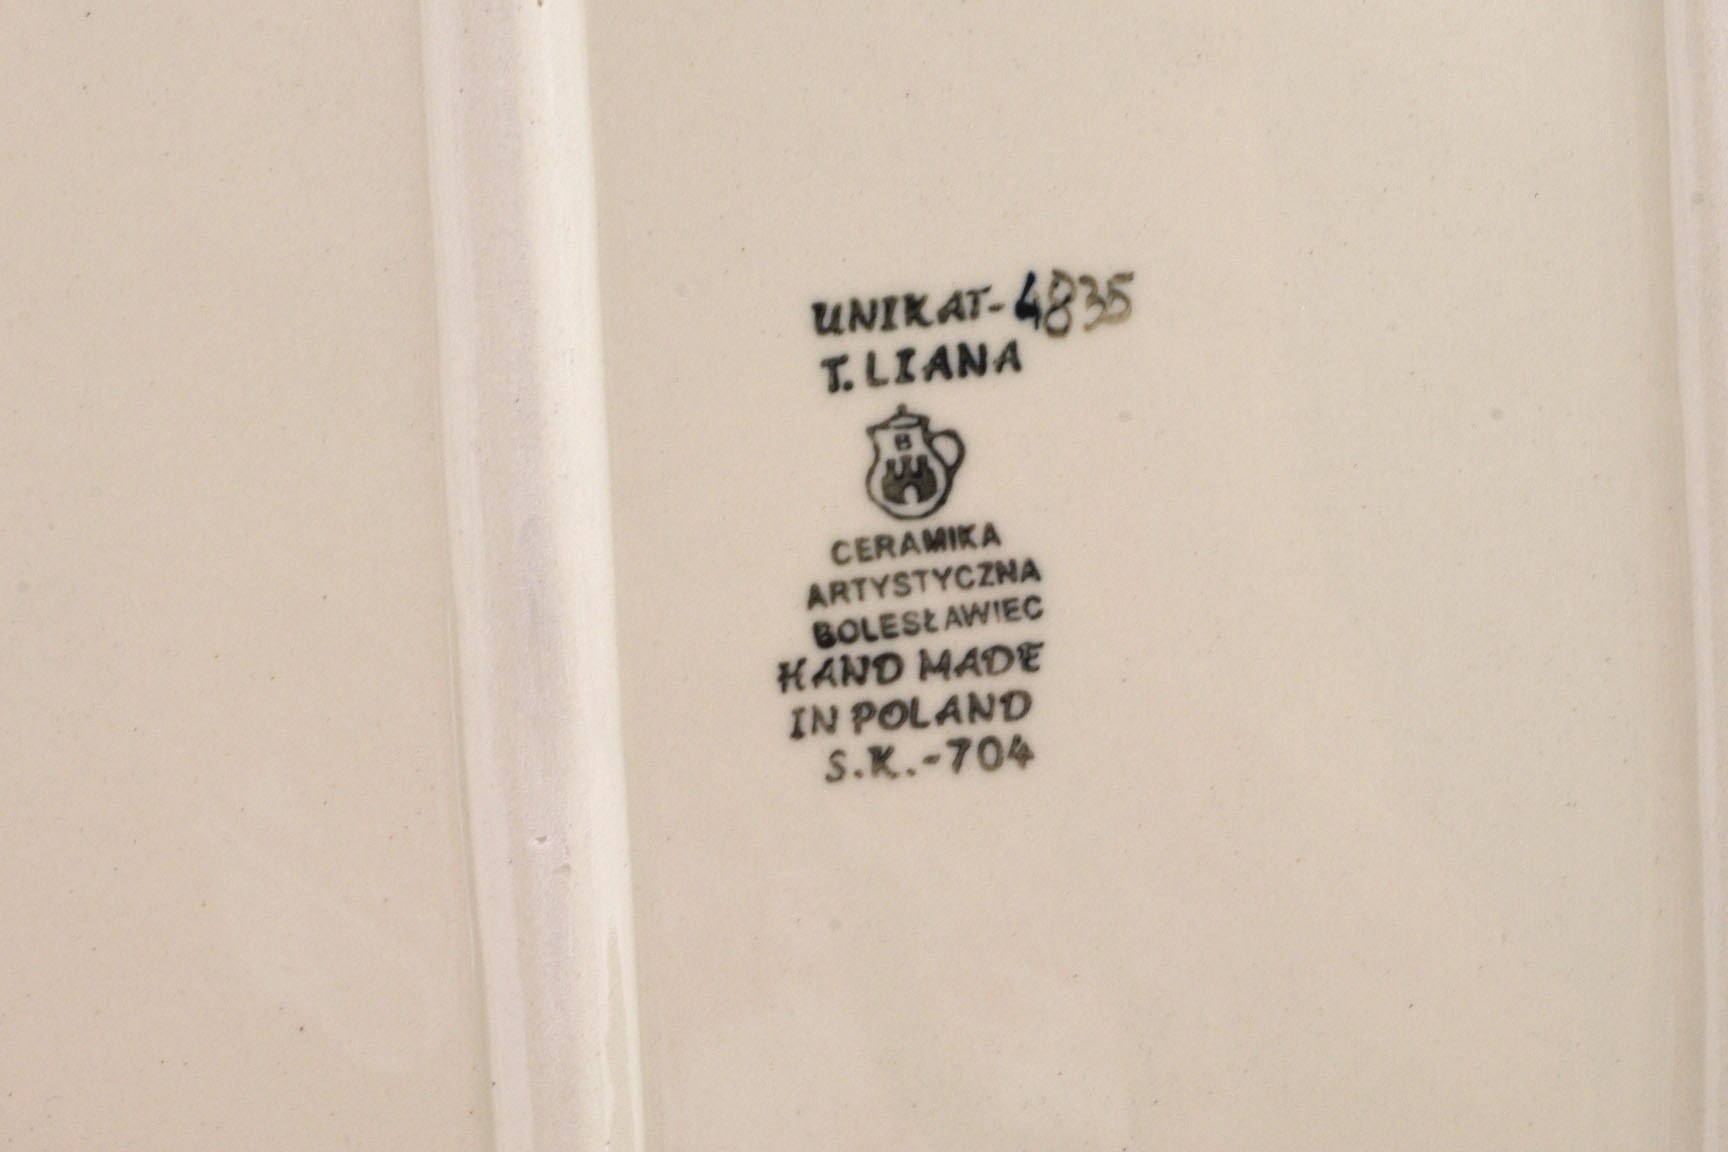 UNIKAT-4835
T. LIANA
B
CERAMIKA
ARTYSTYCZNA
BOLESŁAWIEC
HAND MADE
IN POLAND
S.K.-704